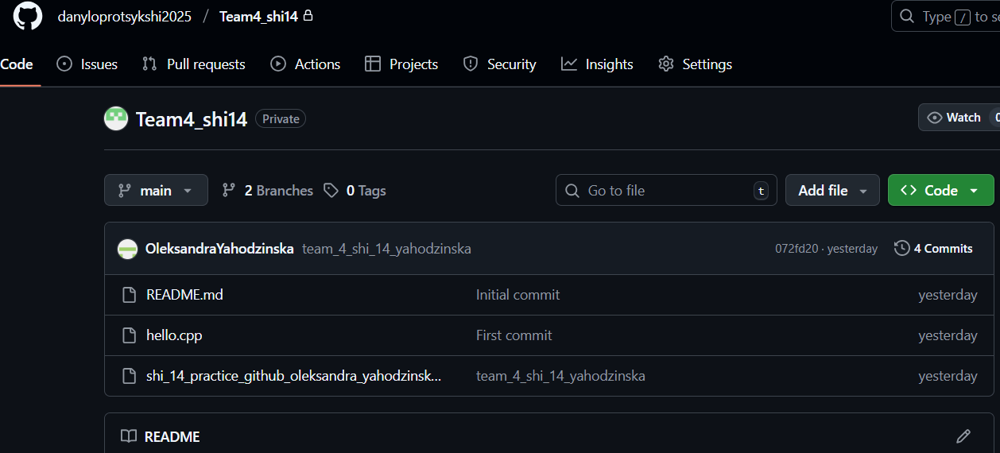 danyloprotsykshi2025 / Team4_shi14
Type / to se
Code Issues Pull requests Actions Projects Security Insights Settings
Team4_shi14 Private
Watch 0
main 2 Branches 0 Tags Go to file t Add file <> Code
OleksandraYahodzinska team_4_shi_14_yahodzinska 072fd20 · yesterday 4 Commits
README.md Initial commit yesterday
hello.cpp First commit yesterday
shi_14_practice_github_oleksandra_yahodzinsk... team_4_shi_14_yahodzinska yesterday
README